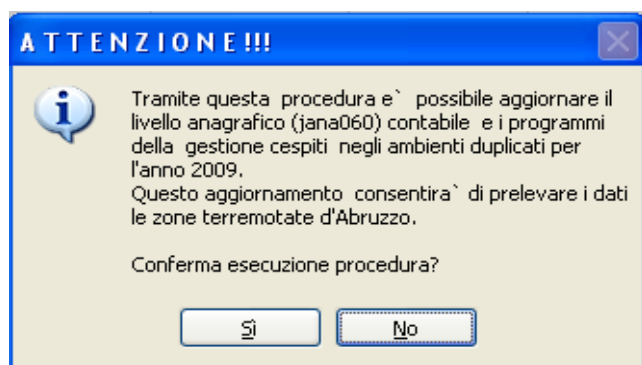 A T T E N Z I O N E !!!
Tramite questa procedura e` possibile aggiornare il
livello anagrafico (jana060) contabile e i programmi
della gestione cespiti negli ambienti duplicati per
l'anno 2009.
Questo aggiornamento consentira` di prelevare i dati
le zone terremotate d'Abruzzo.
Conferma esecuzione procedura?
Sì No